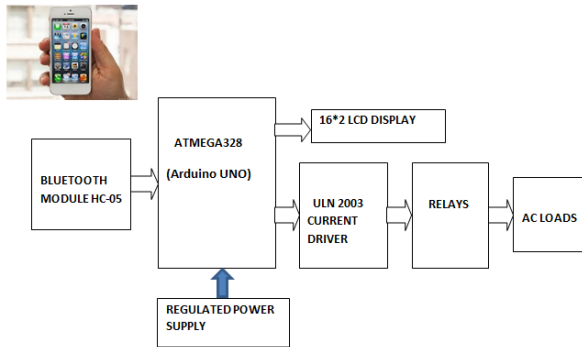 BLUETOOTH
MODULE HC-05
ATMEGA328
(Arduino UNO)
16*2 LCD DISPLAY
ULN 2003
CURRENT
DRIVER
RELAYS
AC LOADS
REGULATED POWER
SUPPLY